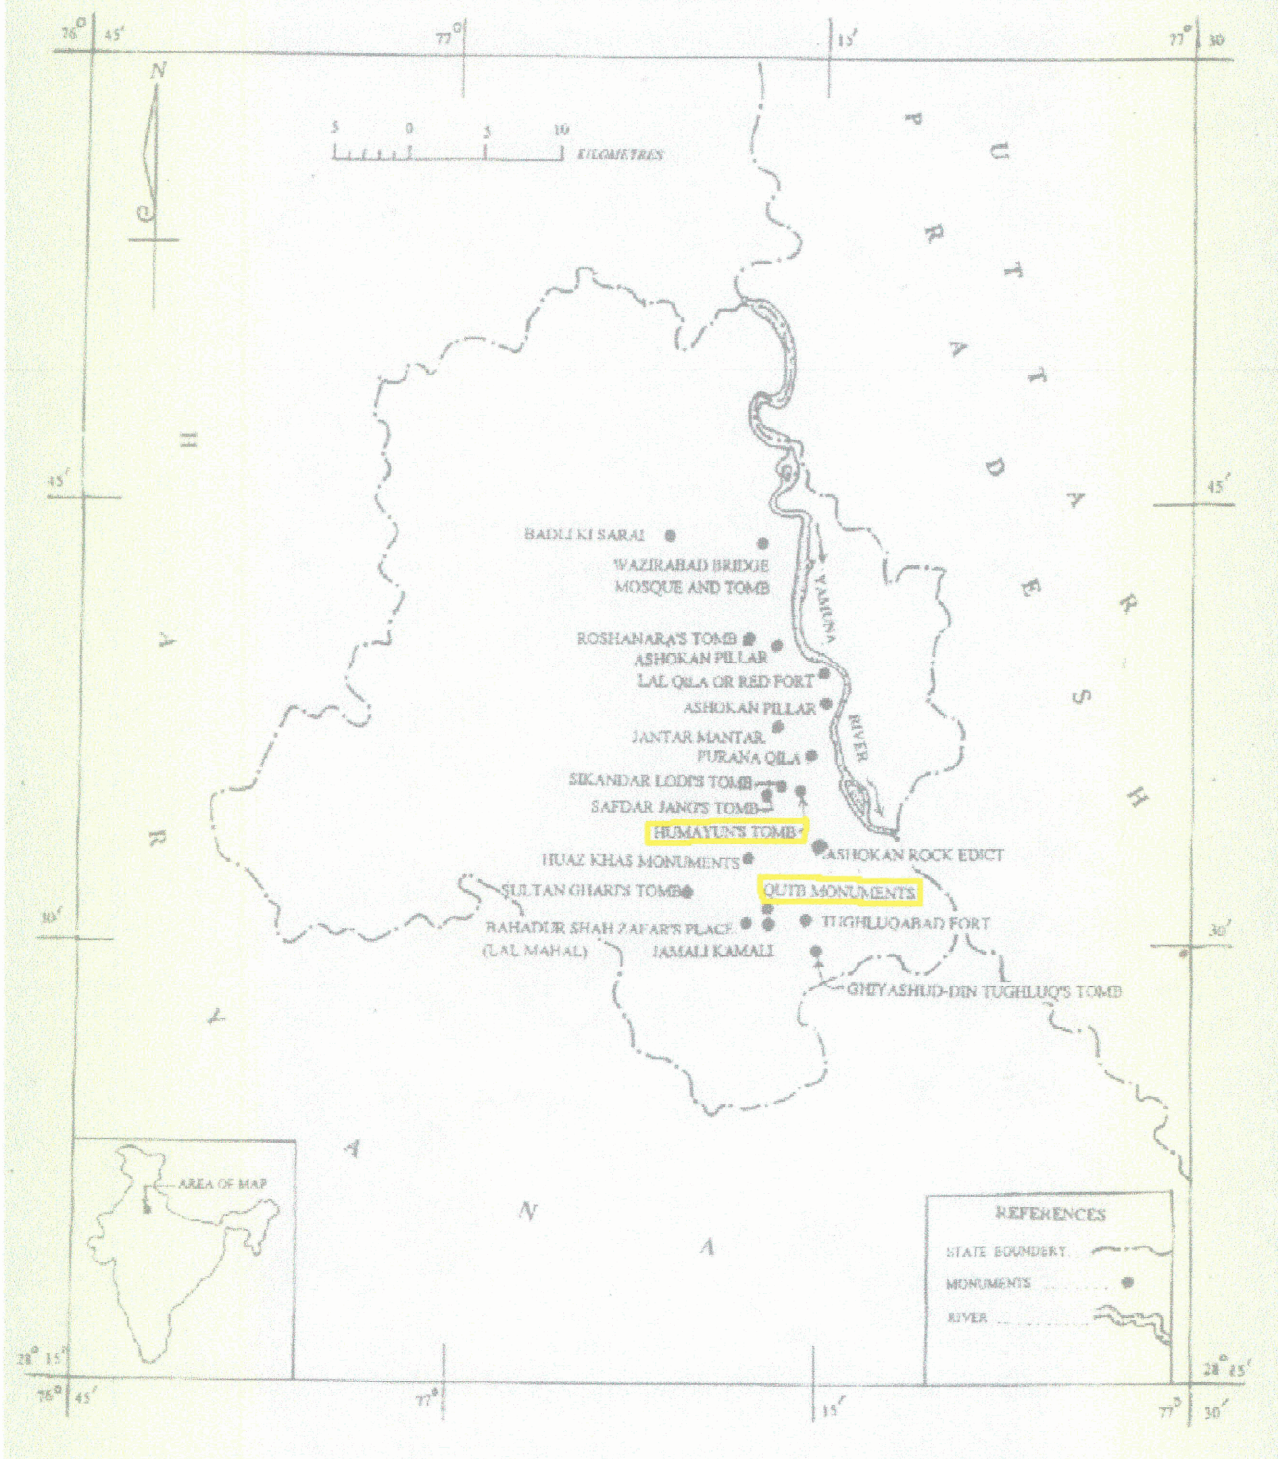 76° 45'
77°
15'
77° 30
N
5 0 5 10
KILOMETRES
U T T A R
P R A D E S H
H A R Y A N A
45'
45'
BADLI KI SARAI
WAZIRABAD BRIDGE
MOSQUE AND TOMB
YAMUNA
ROSHANARA'S TOMB
ASHOKAN PILLAR
LAL QILA OR RED FORT
ASHOKAN PILLAR
RIVER
JANTAR MANTAR
PURANA QILA
SIKANDAR LODI'S TOMB
SAFDAR JANG'S TOMB
HUMAYUN'S TOMB
ASHOKAN ROCK EDICT
HUAZ KHAS MONUMENTS
SULTAN GHARI'S TOMB
QUTB MONUMENTS
30'
BAHADUR SHAH ZAFAR'S PLACE
TUGHLUQABAD FORT
30'
(LAL MAHAL)
JAMALI KAMALI
GHIYASHUD-DIN TUGHLUQ'S TOMB
AREA OF MAP
REFERENCES
STATE BOUNDERY
MONUMENTS
RIVER
28° 15'
76° 45'
77°
15'
28° 15'
77° 30'